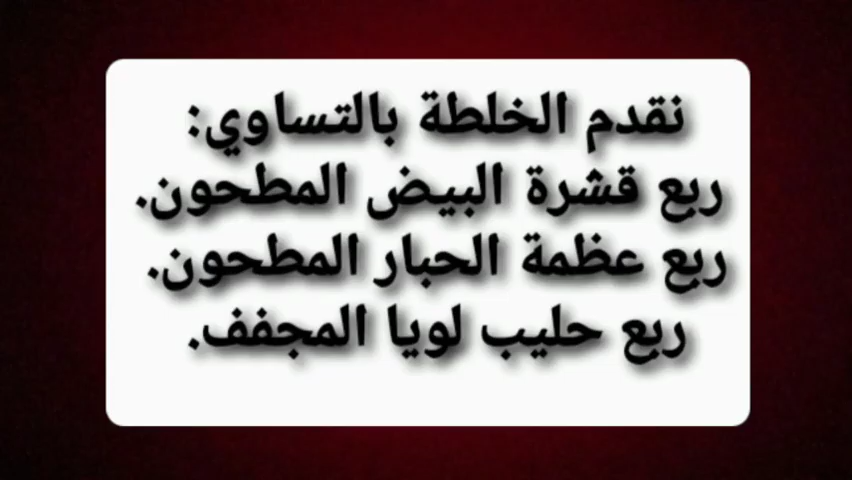 نقدم الخلطة بالتساوي:
ربع قشرة البيض المطحون.
ربع عظمة الحبار المطحون.
ربع حليب لويا المجفف.